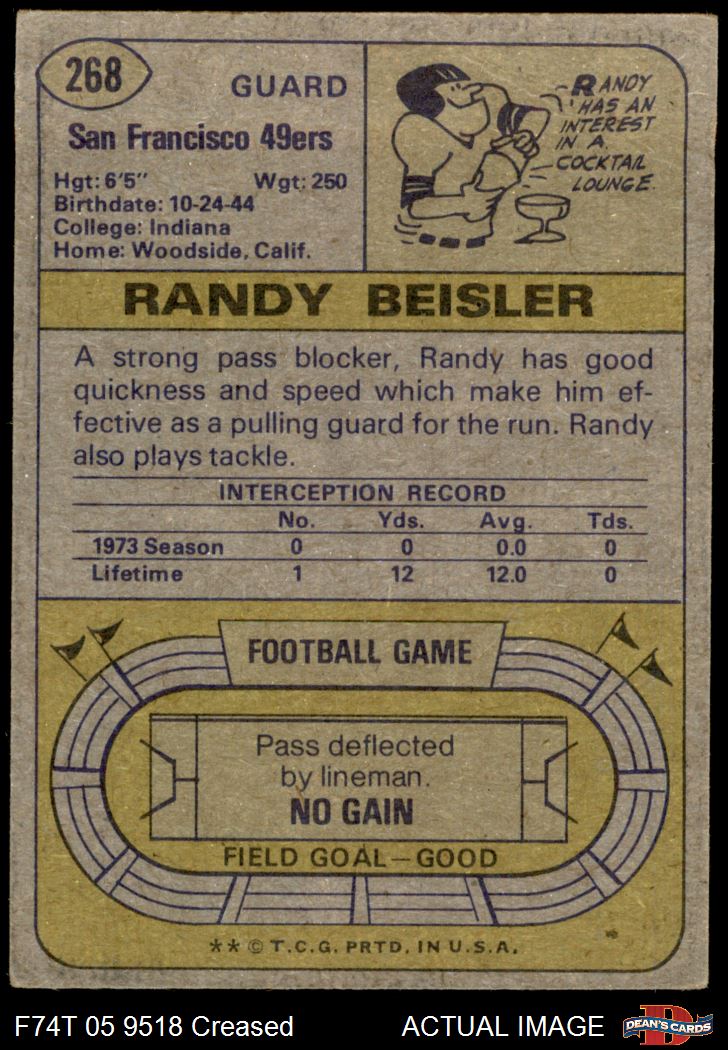 268
GUARD
San Francisco 49ers
Hgt: 6'5" Wgt: 250
Birthdate: 10-24-44
College: Indiana
Home: Woodside, Calif.
RANDY
HAS AN
INTEREST
IN A
COCKTAIL
LOUNGE.
RANDY BEISLER
A strong pass blocker, Randy has good
quickness and speed which make him ef-
fective as a pulling guard for the run. Randy
also plays tackle.
INTERCEPTION RECORD
No. Yds. Avg. Tds.
1973 Season 0 0 0.0 0
Lifetime 1 12 12.0 0
FOOTBALL GAME
Pass deflected
by lineman.
NO GAIN
FIELD GOAL—GOOD
** © T.C.G. PRTD. IN U.S.A.
F74T 05 9518 Creased ACTUAL IMAGE
D
DEAN'S CARDS